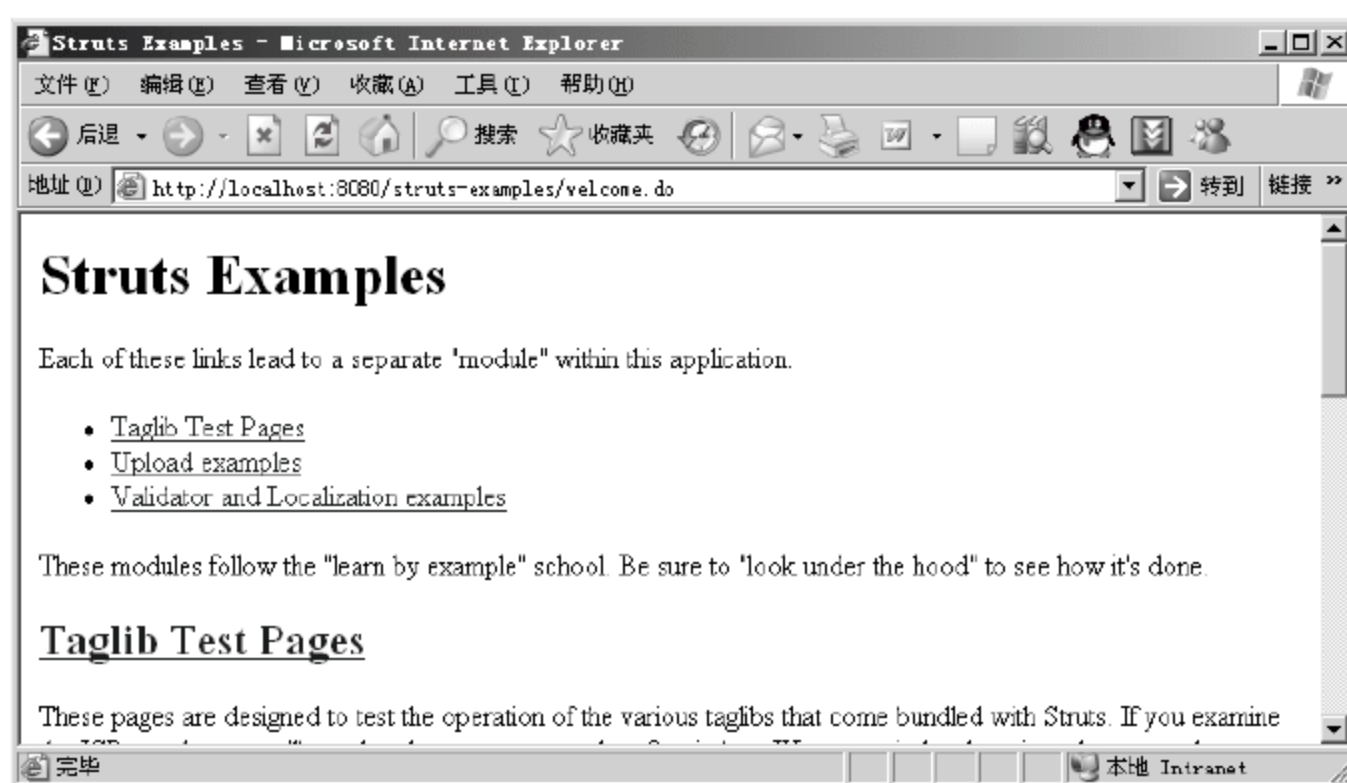 Struts Examples - Microsoft Internet Explorer
文件(F) 编辑(E) 查看(V) 收藏(A) 工具(T) 帮助(H)
后退 搜索 收藏夹
地址(D) http://localhost:8080/struts-examples/welcome.do 转到 链接 »
Struts Examples
Each of these links lead to a separate "module" within this application.
• Taglib Test Pages
• Upload examples
• Validator and Localization examples
These modules follow the "learn by example" school. Be sure to "look under the hood" to see how it's done.
Taglib Test Pages
These pages are designed to test the operation of the various taglibs that come bundled with Struts. If you examine
完毕 本地 Intranet